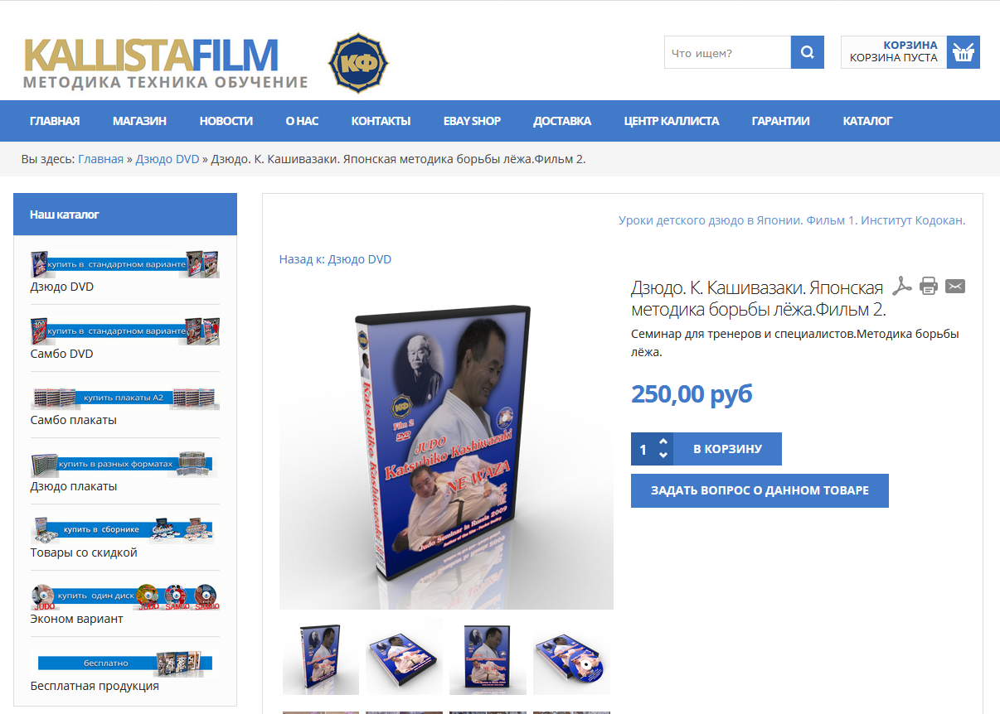 KALLISTAFILM
МЕТОДИКА ТЕХНИКА ОБУЧЕНИЕ
КФ
Что ищем?
КОРЗИНА
КОРЗИНА ПУСТА
ГЛАВНАЯ МАГАЗИН НОВОСТИ О НАС КОНТАКТЫ EBAY SHOP ДОСТАВКА ЦЕНТР КАЛЛИСТА ГАРАНТИИ КАТАЛОГ
Вы здесь: Главная » Дзюдо DVD » Дзюдо. К. Кашивазаки. Японская методика борьбы лёжа.Фильм 2.
Наш каталог
купить в стандартном варианте
Дзюдо DVD
купить в стандартном варианте
Самбо DVD
купить плакаты А2
Самбо плакаты
купить в разных форматах
Дзюдо плакаты
купить в сборнике
Товары со скидкой
купить один диск
JUDO JUDO SAMBO SAMBO
Эконом вариант
бесплатно
Бесплатная продукция
Уроки детского дзюдо в Японии. Фильм 1. Институт Кодокан.
Назад к: Дзюдо DVD
КФ
Film 2
DVD
JUDO
Katsuhiko Kashiwazaki
NE WAZA
Judo Seminar in Russia 2009
Katsuhiko Kashiwazaki
Дзюдо. К. Кашивазаки. Японская
методика борьбы лёжа.Фильм 2.
Семинар для тренеров и специалистов.Методика борьбы
лёжа.
250,00 руб
1
В КОРЗИНУ
ЗАДАТЬ ВОПРОС О ДАННОМ ТОВАРЕ